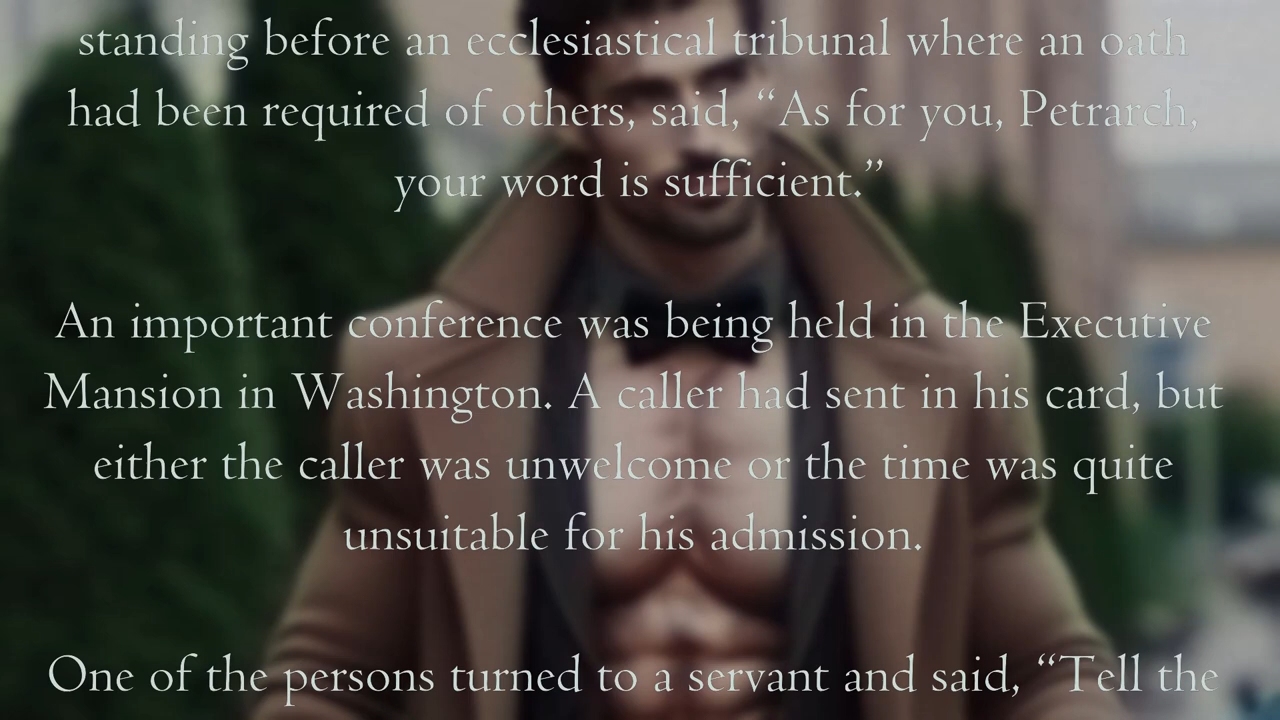 standing before an ecclesiastical tribunal where an oath
had been required of others, said, “As for you, Petrarch,
your word is sufficient.”
An important conference was being held in the Executive
Mansion in Washington. A caller had sent in his card, but
either the caller was unwelcome or the time was quite
unsuitable for his admission.
One of the persons turned to a servant and said, “Tell the